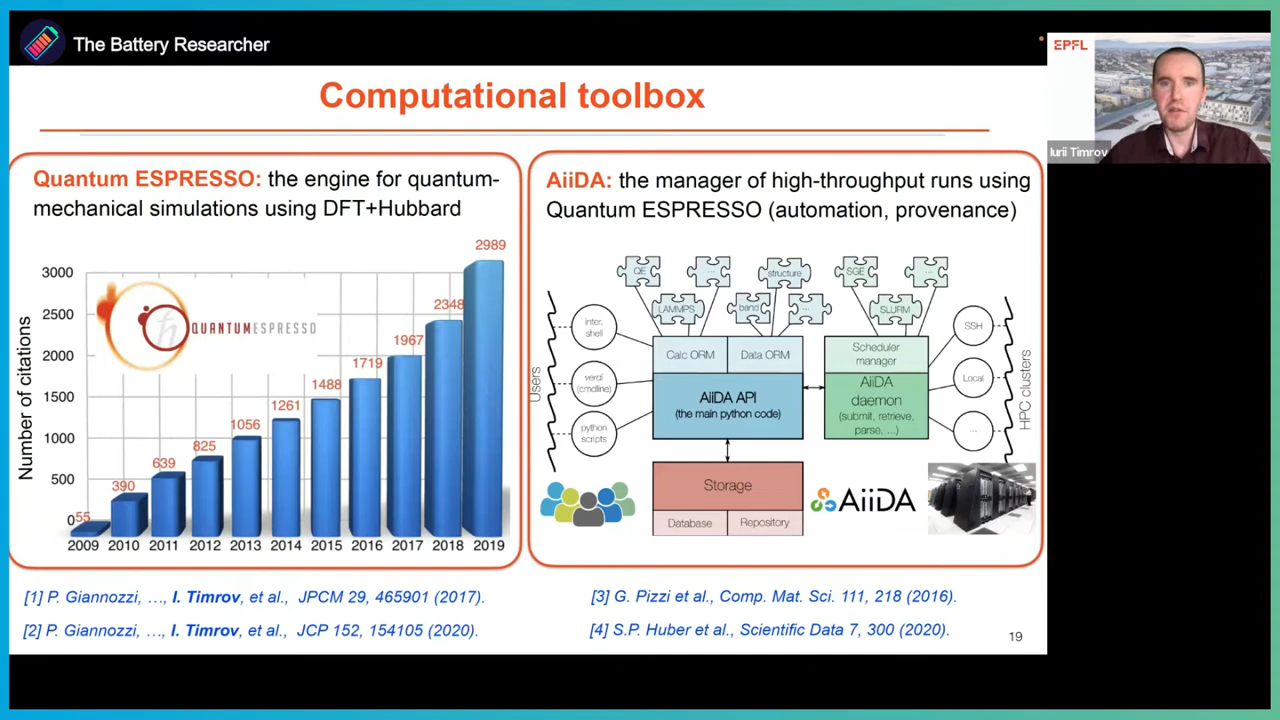 The Battery Researcher
EPFL
Iurii Timrov
Computational toolbox
Quantum ESPRESSO: the engine for quantum-
mechanical simulations using DFT+Hubbard
Number of citations
3000
2500
2000
1500
1000
500
0
55
390
639
825
1056
1261
1488
1719
1967
2348
2989
QUANTUMESPRESSO
2009 2010 2011 2012 2013 2014 2015 2016 2017 2018 2019
AiiDA: the manager of high-throughput runs using
Quantum ESPRESSO (automation, provenance)
QE
...
structure
SGE
...
LAMMPS
band
...
SLURM
Users
inter.
shell
verdi
(cmdline)
python
scripts
Calc ORM
Data ORM
AiiDA API
(the main python code)
Scheduler
manager
AiiDA
daemon
(submit, retrieve,
parse, ...)
SSH
Local
...
HPC clusters
Storage
Database
Repository
AiiDA
[1] P. Giannozzi, …, I. Timrov, et al., JPCM 29, 465901 (2017).
[2] P. Giannozzi, …, I. Timrov, et al., JCP 152, 154105 (2020).
[3] G. Pizzi et al., Comp. Mat. Sci. 111, 218 (2016).
[4] S.P. Huber et al., Scientific Data 7, 300 (2020).
19